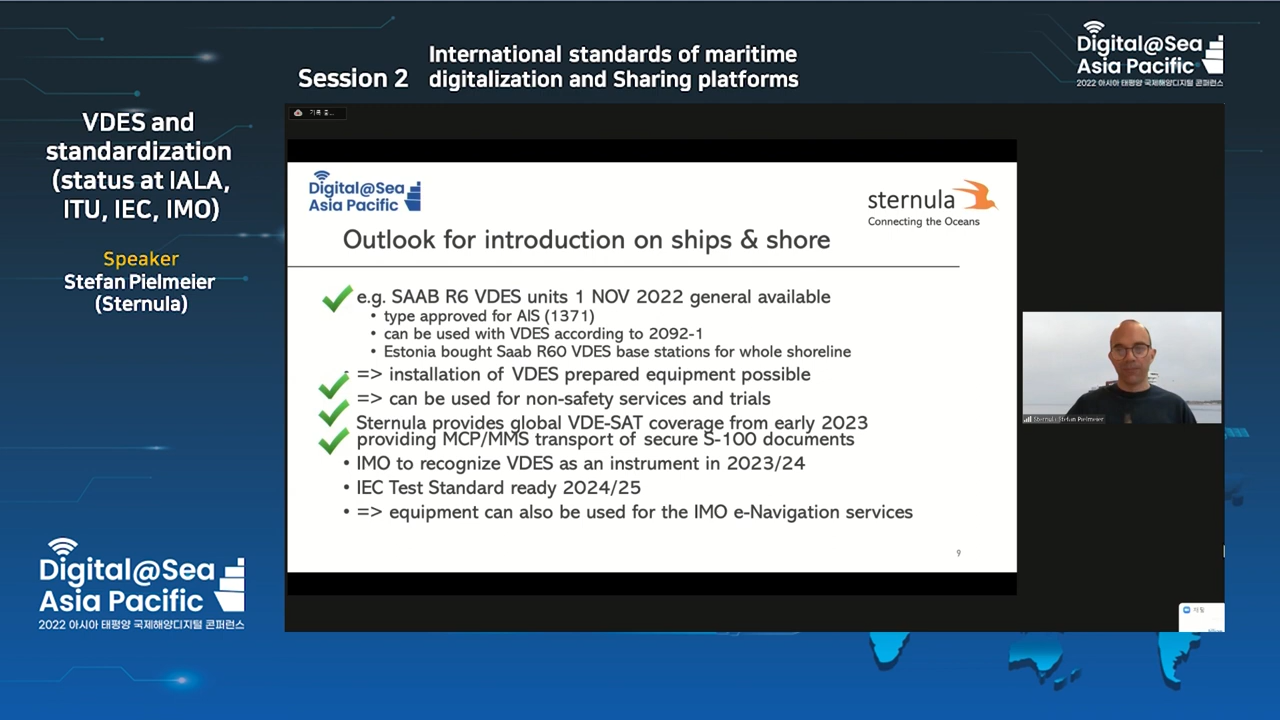 Session 2
International standards of maritime
digitalization and Sharing platforms
Digital@Sea
Asia Pacific
2022 아시아 태평양 국제해양디지털 콘퍼런스
VDES and
standardization
(status at IALA,
ITU, IEC, IMO)
Speaker
Stefan Pielmeier
(Sternula)
기록 중...
Digital@Sea
Asia Pacific
sternula
Connecting the Oceans
Outlook for introduction on ships & shore
e.g. SAAB R6 VDES units 1 NOV 2022 general available
• type approved for AIS (1371)
• can be used with VDES according to 2092-1
• Estonia bought Saab R60 VDES base stations for whole shoreline
• => installation of VDES prepared equipment possible
=> can be used for non-safety services and trials
Sternula provides global VDE-SAT coverage from early 2023
providing MCP/MMS transport of secure S-100 documents
• IMO to recognize VDES as an instrument in 2023/24
• IEC Test Standard ready 2024/25
• => equipment can also be used for the IMO e-Navigation services
9
Sternula Stefan Pielmeier
Digital@Sea
Asia Pacific
2022 아시아 태평양 국제해양디지털 콘퍼런스